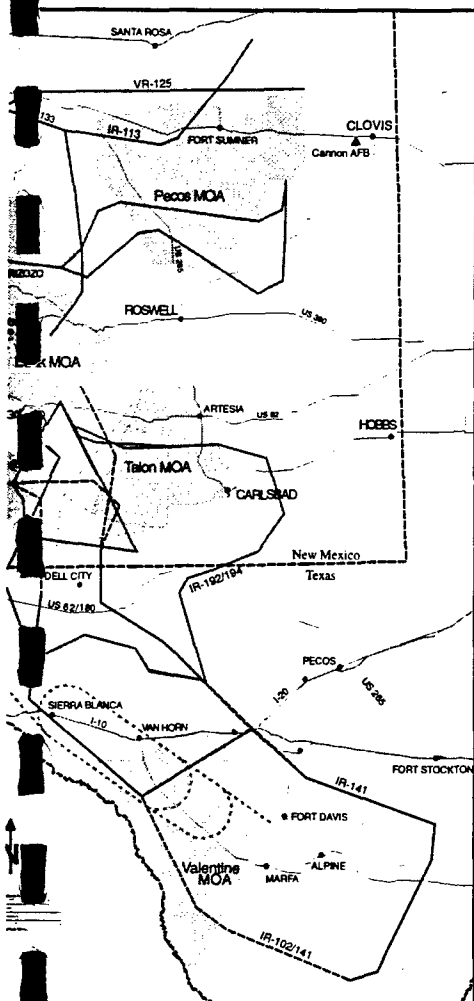 SANTA ROSA
VR-125
133
IR-113
FORT SUMNER
CLOVIS
Cannon AFB
Pecos MOA
US 285
RIZOZO
ROSWELL
US 380
MOA
ARTESIA
US 82
HOBBS
Talon MOA
CARLSBAD
New Mexico
Texas
DELL CITY
IR-192/194
US 62/180
PECOS
I-20
US 285
SIERRA BLANCA
I-10
VAN HORN
FORT STOCKTON
IR-141
FORT DAVIS
Valentine
MOA
ALPINE
MARFA
IR-102/141